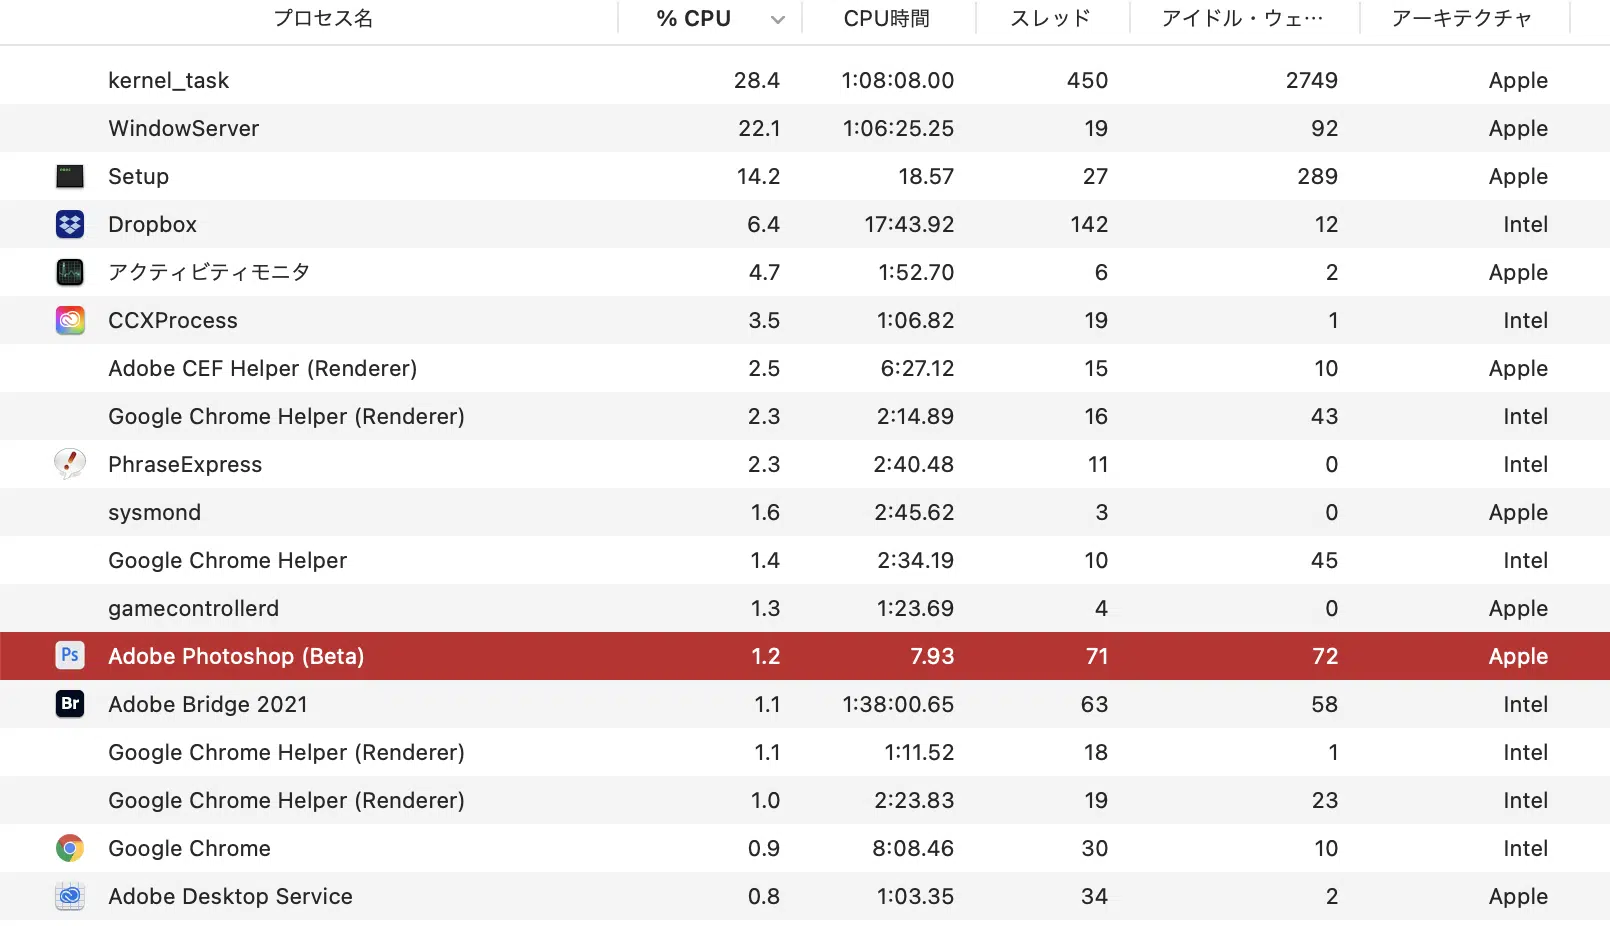 プロセス名 % CPU CPU時間 スレッド アイドル・ウェ… アーキテクチャ
kernel_task 28.4 1:08:08.00 450 2749 Apple
WindowServer 22.1 1:06:25.25 19 92 Apple
Setup 14.2 18.57 27 289 Apple
Dropbox 6.4 17:43.92 142 12 Intel
アクティビティモニタ 4.7 1:52.70 6 2 Apple
CCXProcess 3.5 1:06.82 19 1 Intel
Adobe CEF Helper (Renderer) 2.5 6:27.12 15 10 Apple
Google Chrome Helper (Renderer) 2.3 2:14.89 16 43 Intel
PhraseExpress 2.3 2:40.48 11 0 Intel
sysmond 1.6 2:45.62 3 0 Apple
Google Chrome Helper 1.4 2:34.19 10 45 Intel
gamecontrollerd 1.3 1:23.69 4 0 Apple
Ps Adobe Photoshop (Beta) 1.2 7.93 71 72 Apple
Br Adobe Bridge 2021 1.1 1:38:00.65 63 58 Intel
Google Chrome Helper (Renderer) 1.1 1:11.52 18 1 Intel
Google Chrome Helper (Renderer) 1.0 2:23.83 19 23 Intel
Google Chrome 0.9 8:08.46 30 10 Intel
Adobe Desktop Service 0.8 1:03.35 34 2 Apple